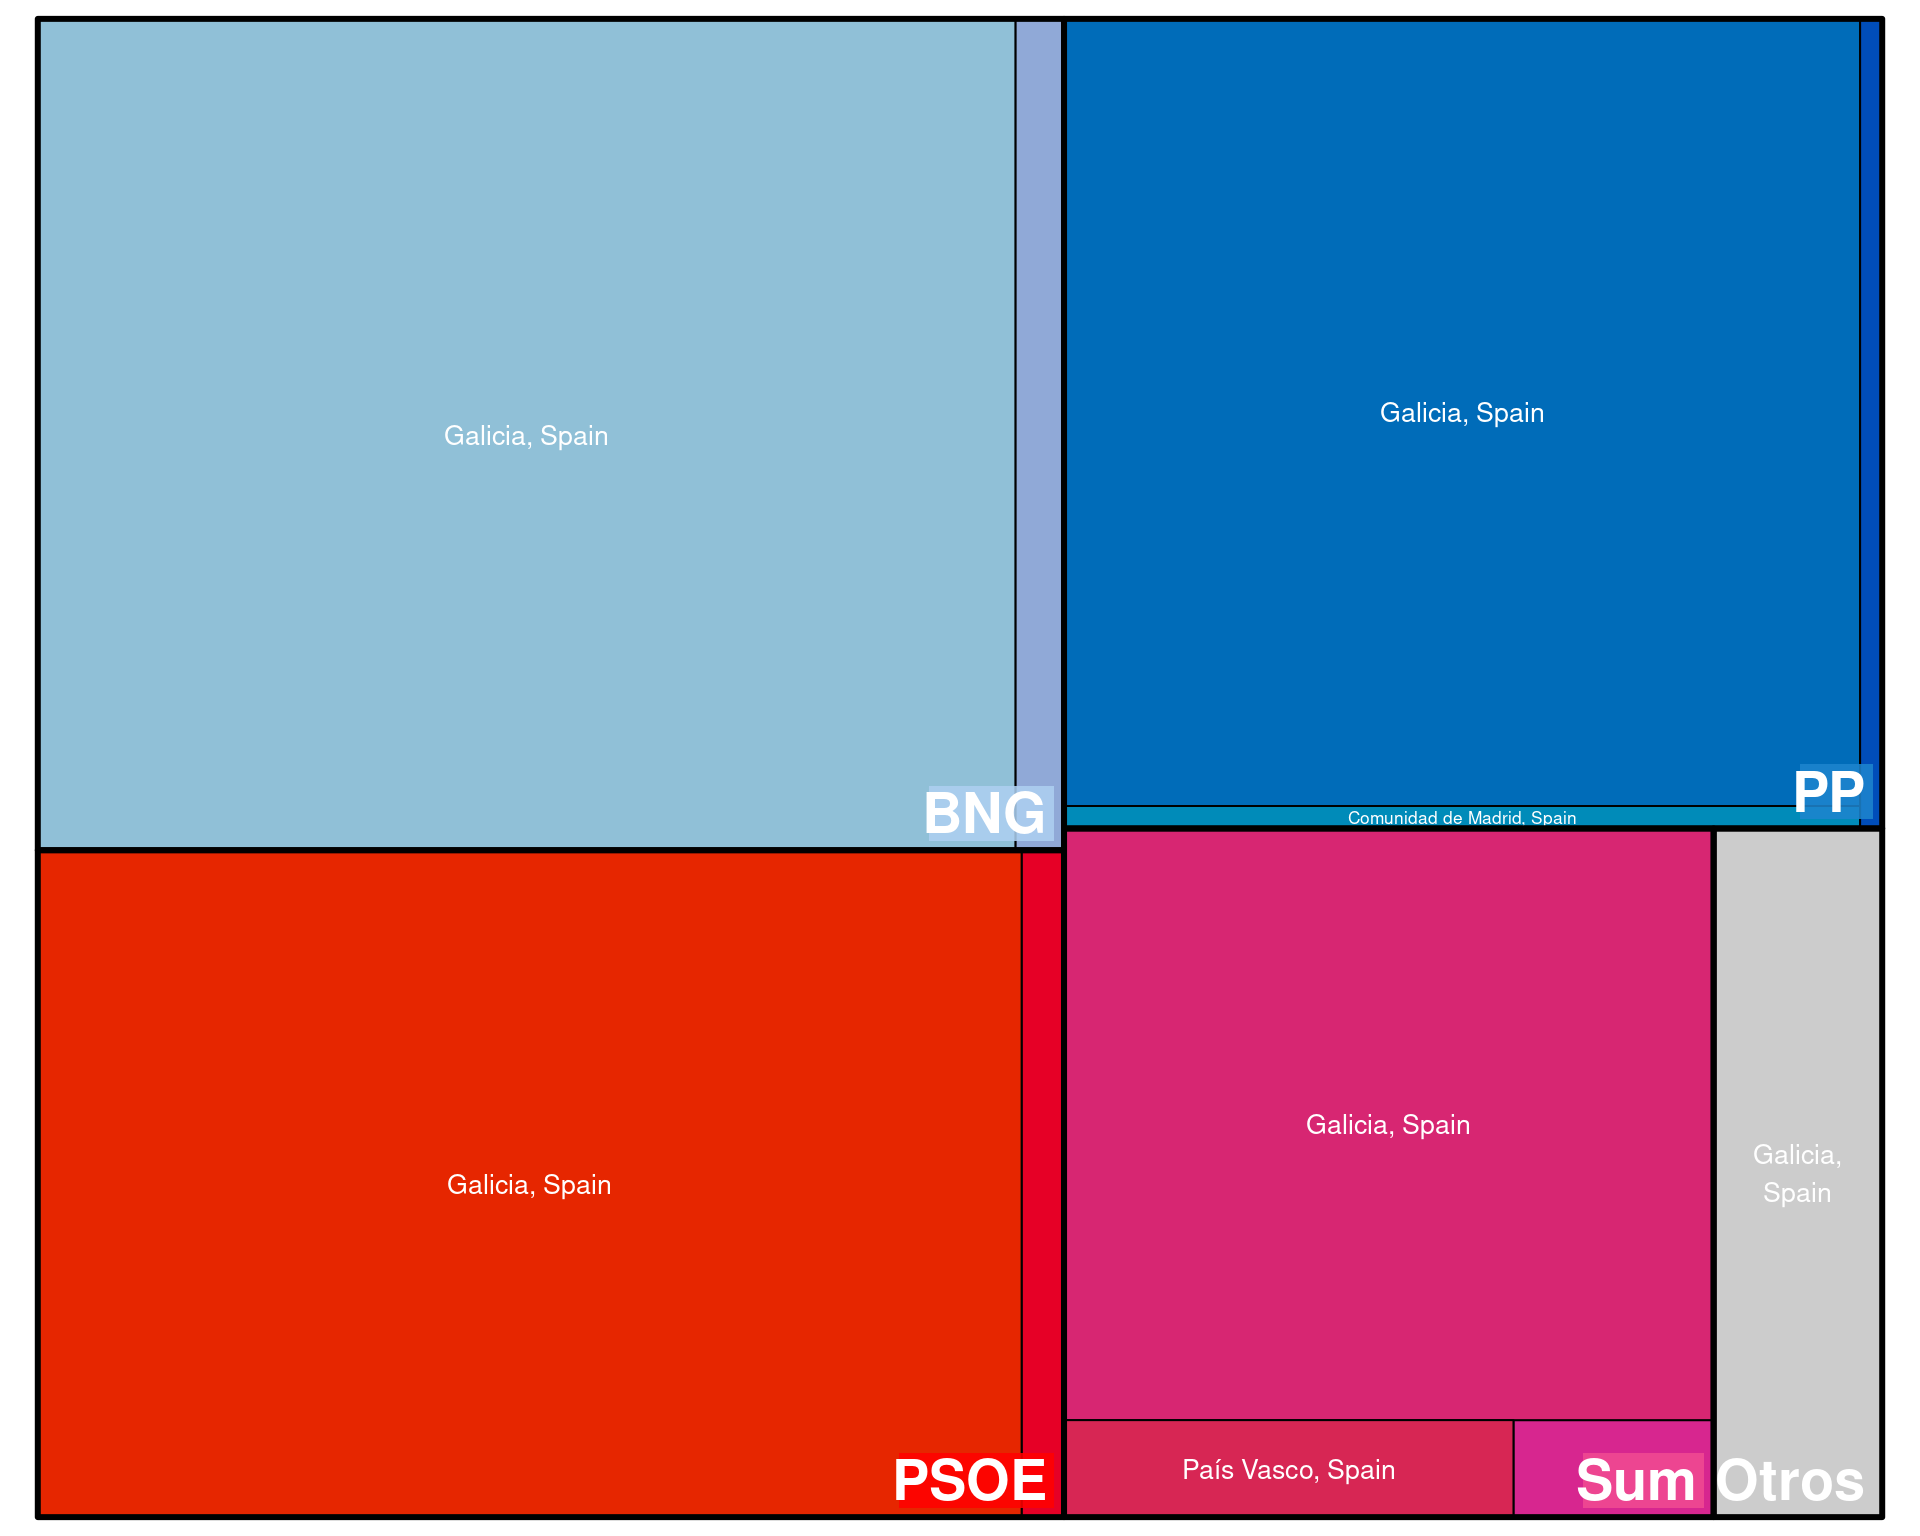 Galicia, Spain
BNG
Galicia, Spain
PP
Comunidad de Madrid, Spain
Galicia, Spain
PSOE
Galicia, Spain
País Vasco, Spain
Sum
Galicia,
Spain
Otros